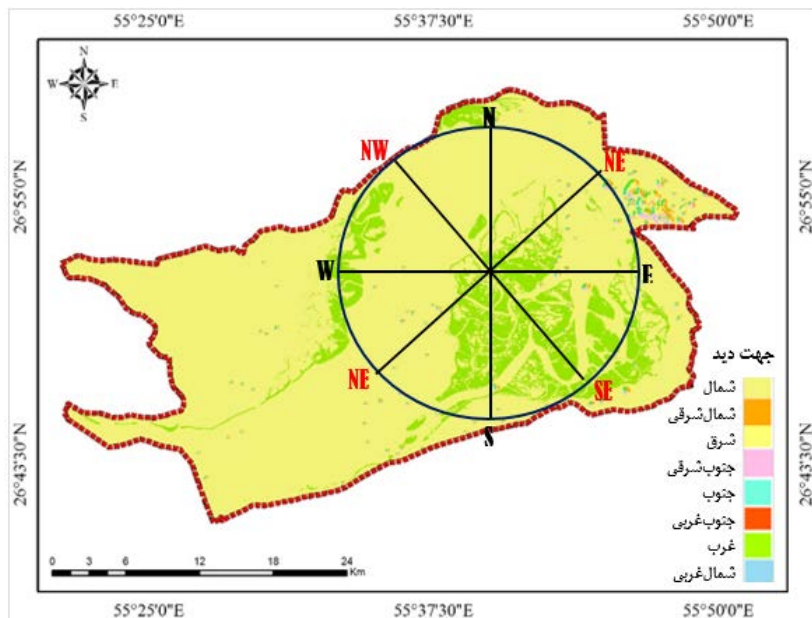 55°25'0"E 55°37'30"E 55°50'0"E
N
W E
S
26°55'0"N 26°55'0"N
N
NW NE
W E
NE SE
S
26°43'30"N 26°43'30"N
جهت دید
شمال
شمال‌شرقی
شرق
جنوب‌شرقی
جنوب
جنوب‌غربی
غرب
شمال‌غربی
0 3 6 12 18 24
Km
55°25'0"E 55°37'30"E 55°50'0"E